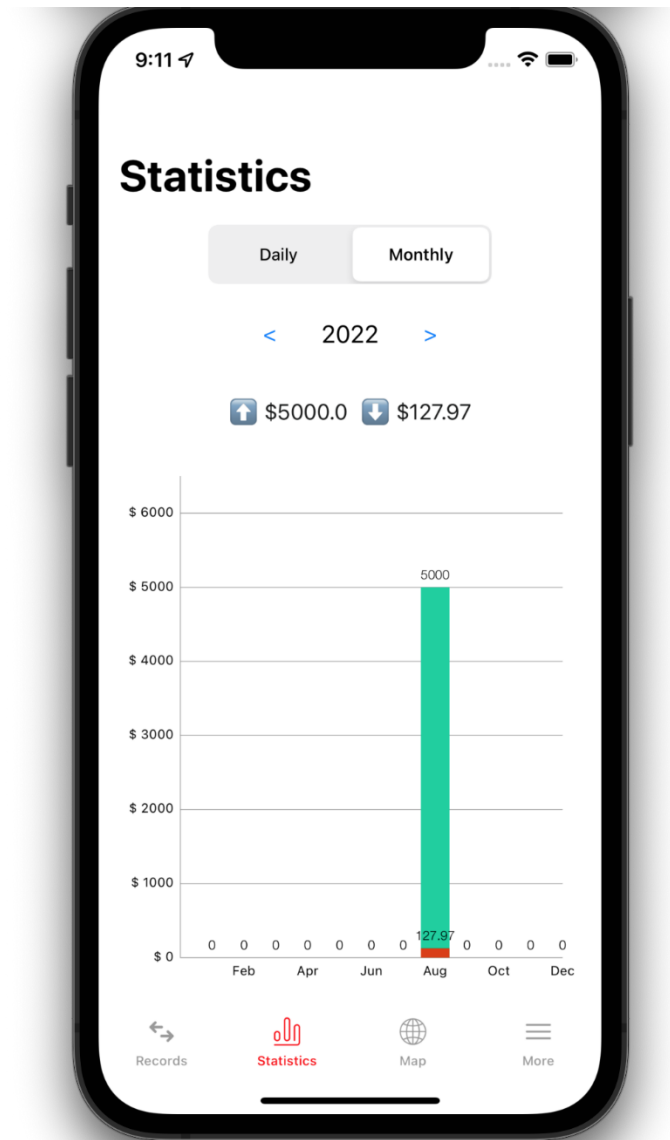 9:11
Statistics
Daily Monthly
< 2022 >
⬆️ $5000.0 ⬇️ $127.97
$ 6000
5000
$ 5000
$ 4000
$ 3000
$ 2000
$ 1000
127.97
0 0 0 0 0 0 0 0 0 0 0
$ 0
Feb Apr Jun Aug Oct Dec
Records Statistics Map More